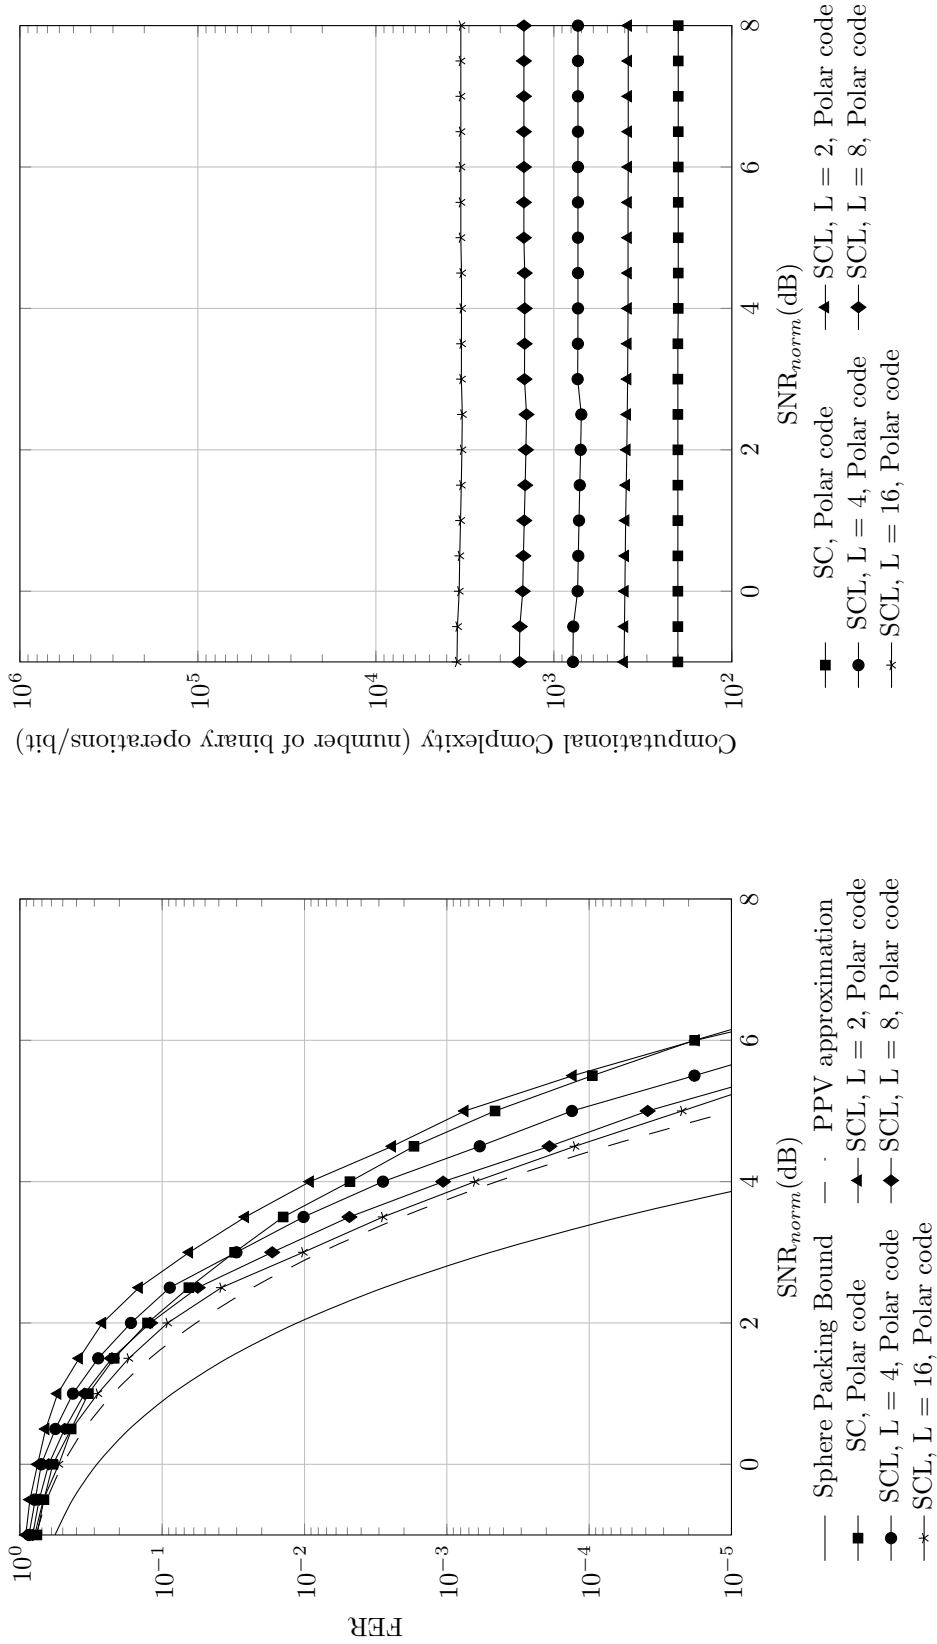 10^0
10^−1
10^−2
10^−3
10^−4
10^−5
FER
0
2
4
6
8
SNR_norm(dB)
Sphere Packing Bound
PPV approximation
SC, Polar code
SCL, L = 2, Polar code
SCL, L = 4, Polar code
SCL, L = 8, Polar code
SCL, L = 16, Polar code
10^6
10^5
10^4
10^3
10^2
Computational Complexity (number of binary operations/bit)
0
2
4
6
8
SNR_norm(dB)
SC, Polar code
SCL, L = 2, Polar code
SCL, L = 4, Polar code
SCL, L = 8, Polar code
SCL, L = 16, Polar code